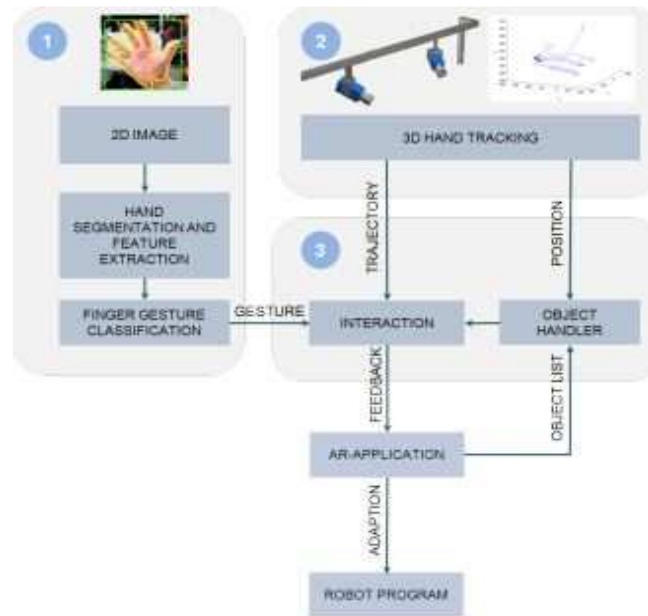 1
2
2D IMAGE
3D HAND TRACKING
HAND
SEGMENTATION AND
FEATURE
EXTRACTION
TRAJECTORY
POSITION
3
FINGER GESTURE
CLASSIFICATION
GESTURE
INTERACTION
OBJECT
HANDLER
FEEDBACK
OBJECT LIST
AR-APPLICATION
ADAPTION
ROBOT PROGRAM